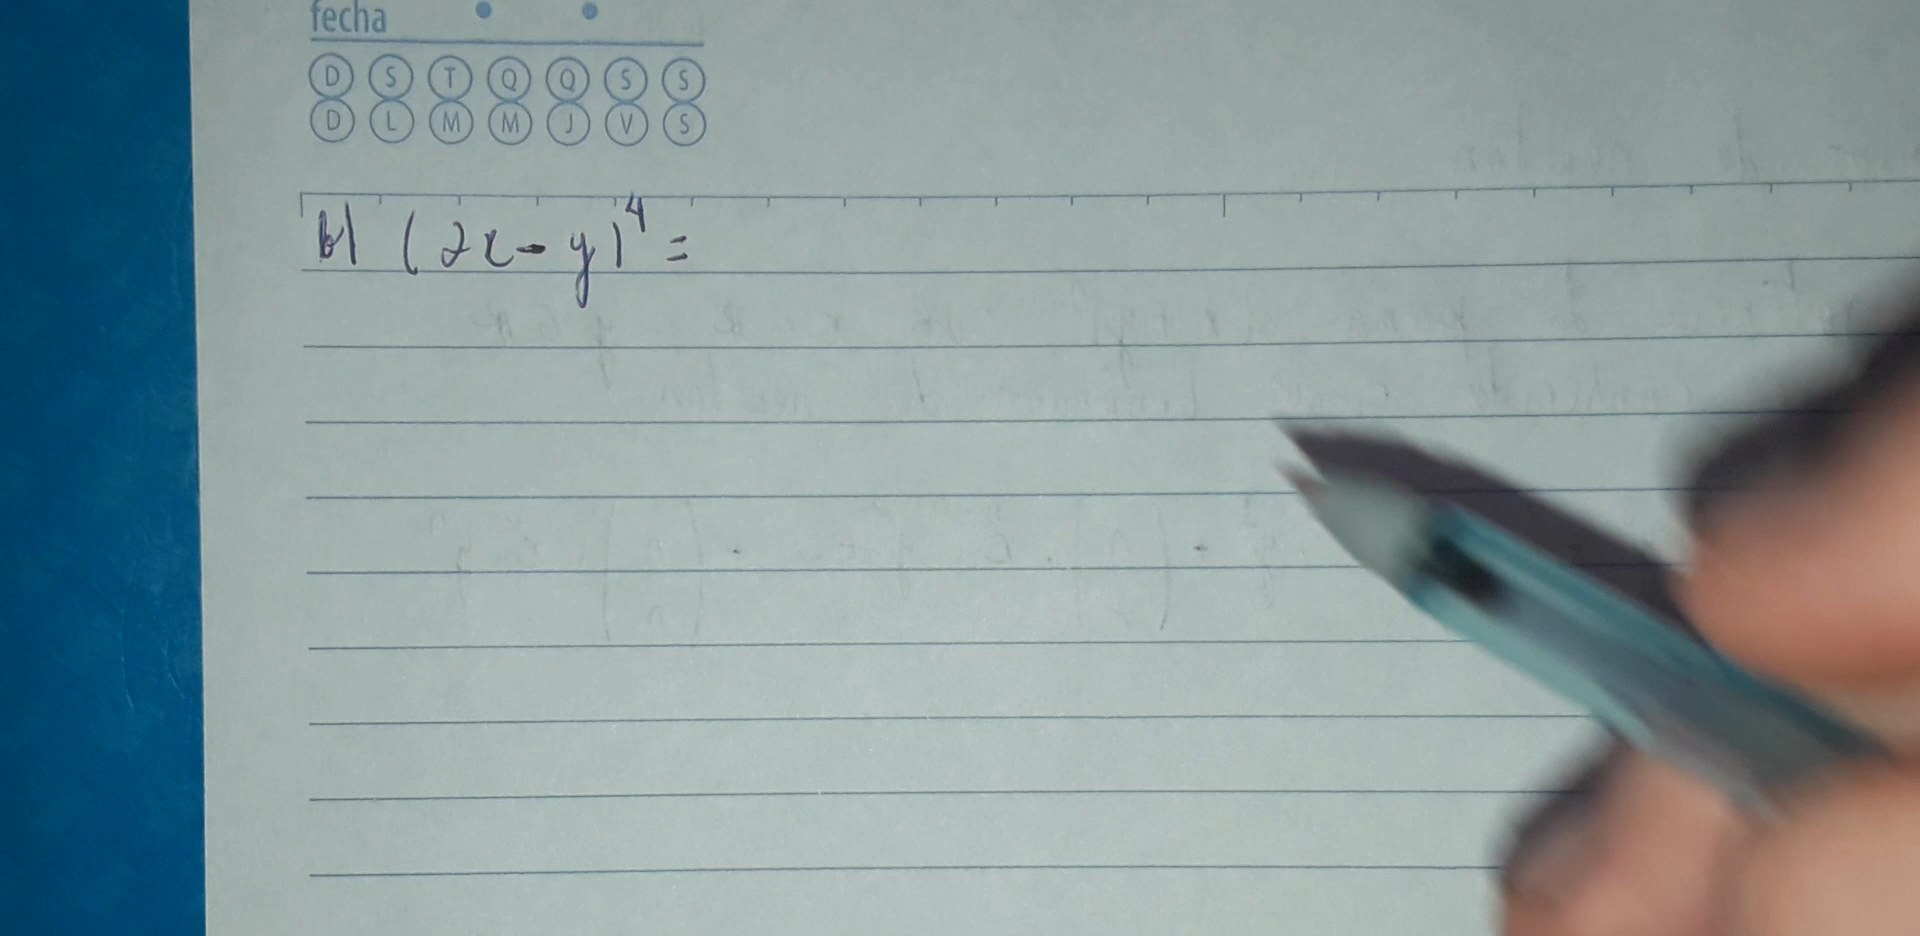 fecha
D S T Q Q S S
D L M M J V S
b) (2x - y)⁴ =